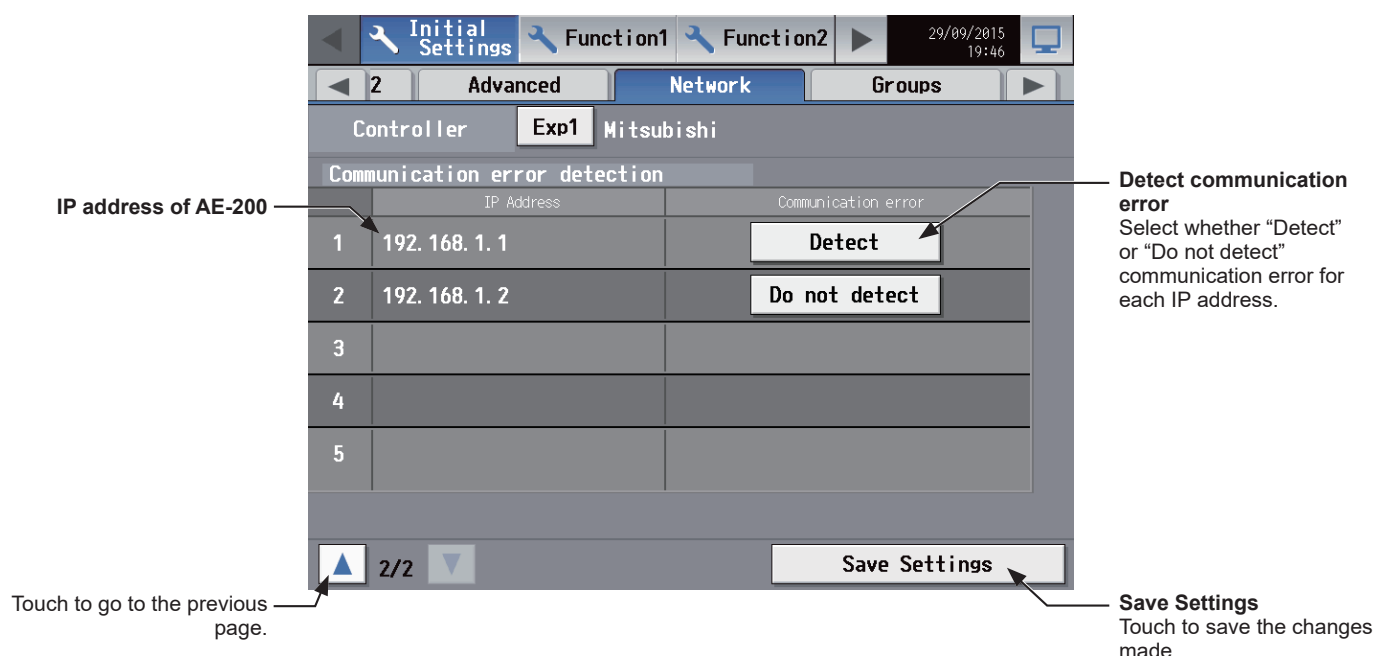 Initial
Settings
Function1
Function2
29/09/2015
19:46
2
Advanced
Network
Groups
Controller
Exp1
Mitsubishi
Communication error detection
IP Address
Communication error
1
192.168.1.1
Detect
2
192.168.1.2
Do not detect
3
4
5
2/2
Save Settings
IP address of AE-200
Detect communication
error
Select whether “Detect”
or “Do not detect”
communication error for
each IP address.
Touch to go to the previous
page.
Save Settings
Touch to save the changes
made